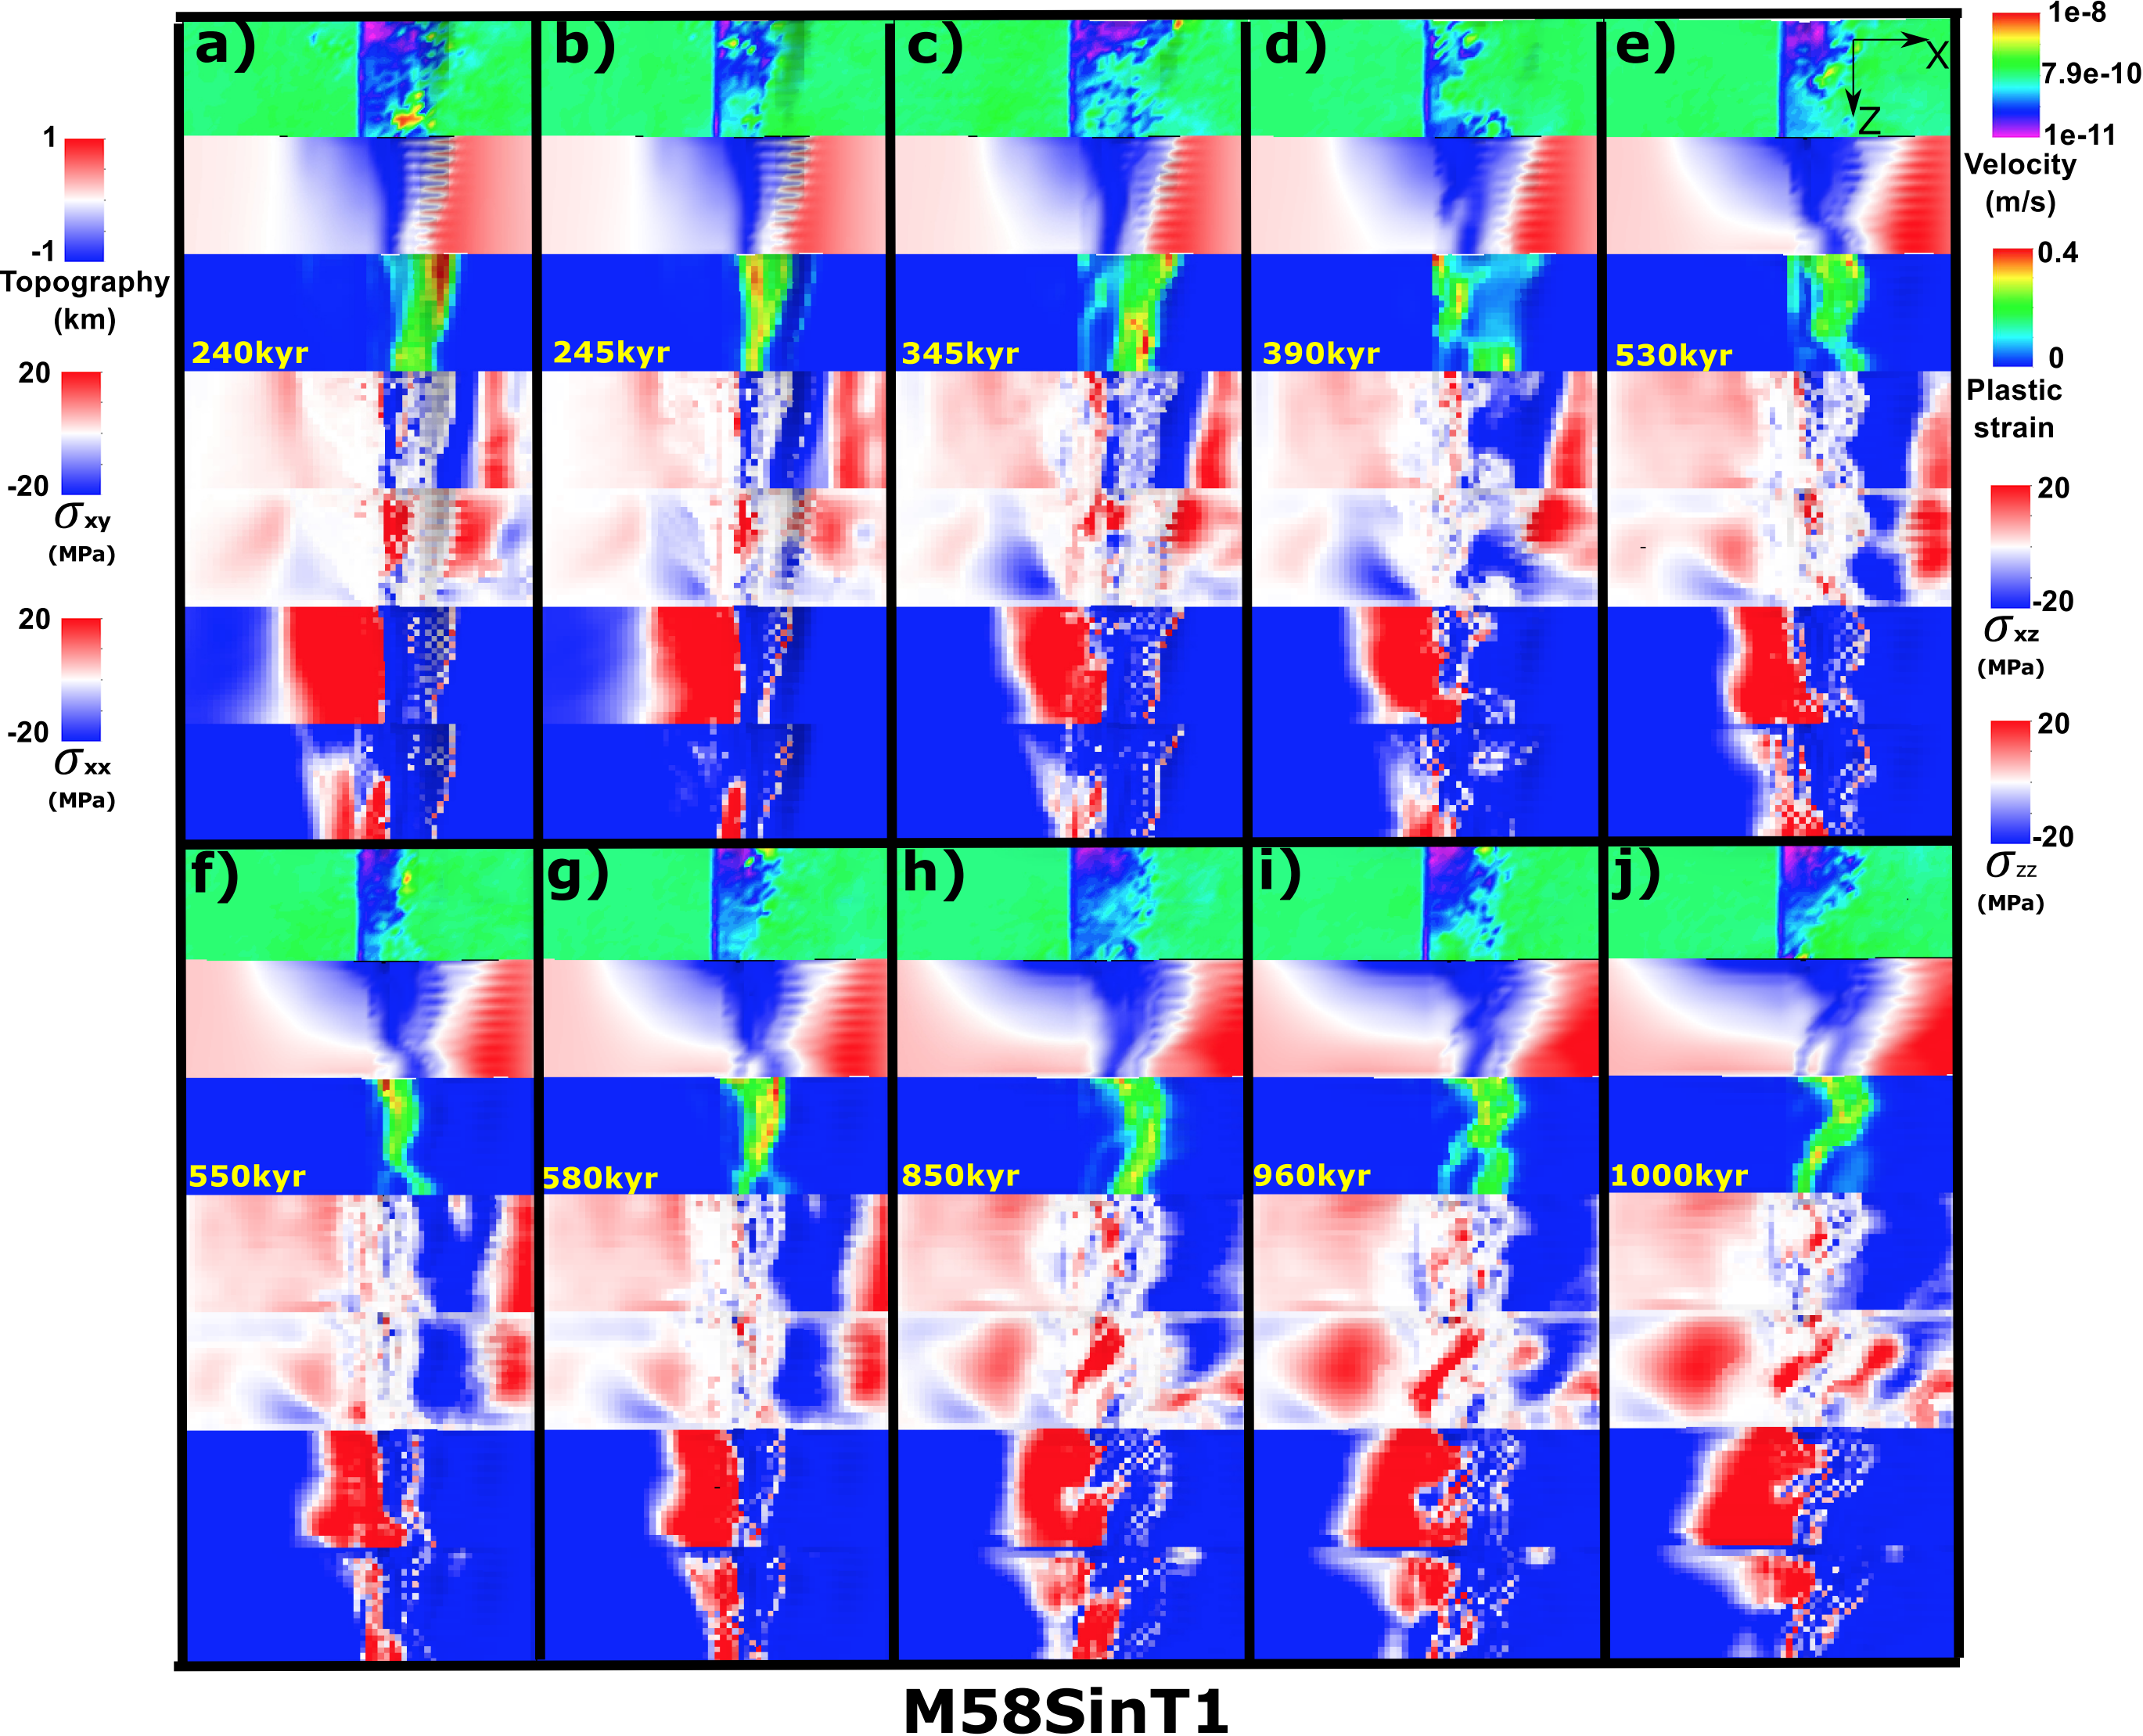 a)
b)
c)
d)
e)
X
Z
1e-8
7.9e-10
1e-11
Velocity
(m/s)
1
-1
Topography
(km)
240kyr
245kyr
345kyr
390kyr
530kyr
0.4
0
Plastic
strain
20
-20
σxy
(MPa)
20
-20
σxz
(MPa)
20
-20
σxx
(MPa)
20
-20
σzz
(MPa)
f)
g)
h)
i)
j)
550kyr
580kyr
850kyr
960kyr
1000kyr
M58SinT1